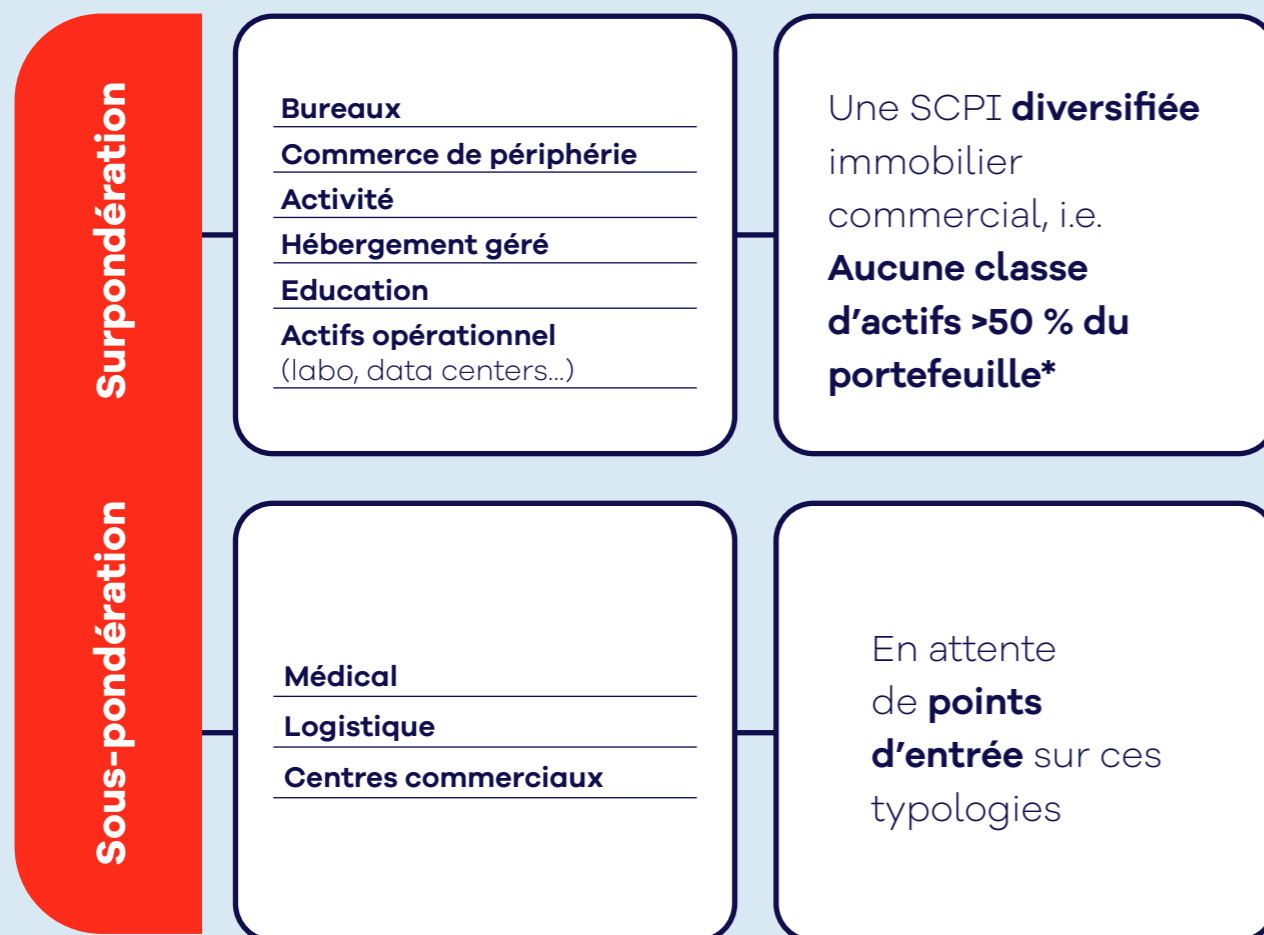 Surpondération
Bureaux
Commerce de périphérie
Activité
Hébergement géré
Education
Actifs opérationnel
(labo, data centers...)
Une SCPI diversifiée
immobilier
commercial, i.e.
Aucune classe
d'actifs >50 % du
portefeuille*
Sous-pondération
Médical
Logistique
Centres commerciaux
En attente
de points
d'entrée sur ces
typologies